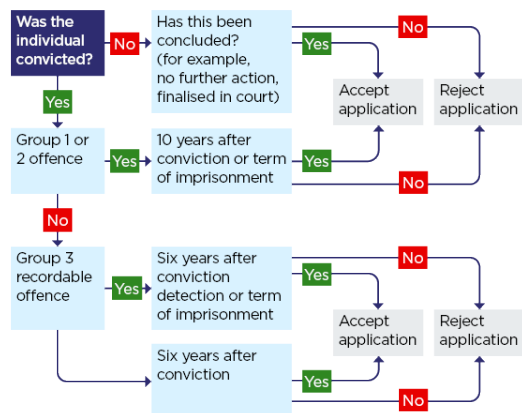 Was the
individual
convicted?
No
Has this been
concluded?
(for example,
no further action,
finalised in court)
Yes
No
Accept
application
Reject
application
Yes
Group 1 or
2 offence
Yes
10 years after
conviction or term
of imprisonment
Yes
No
No
Group 3
recordable
offence
Yes
Six years after
conviction
detection or term
of imprisonment
Yes
No
Accept
application
Reject
application
Six years after
conviction
Yes
No